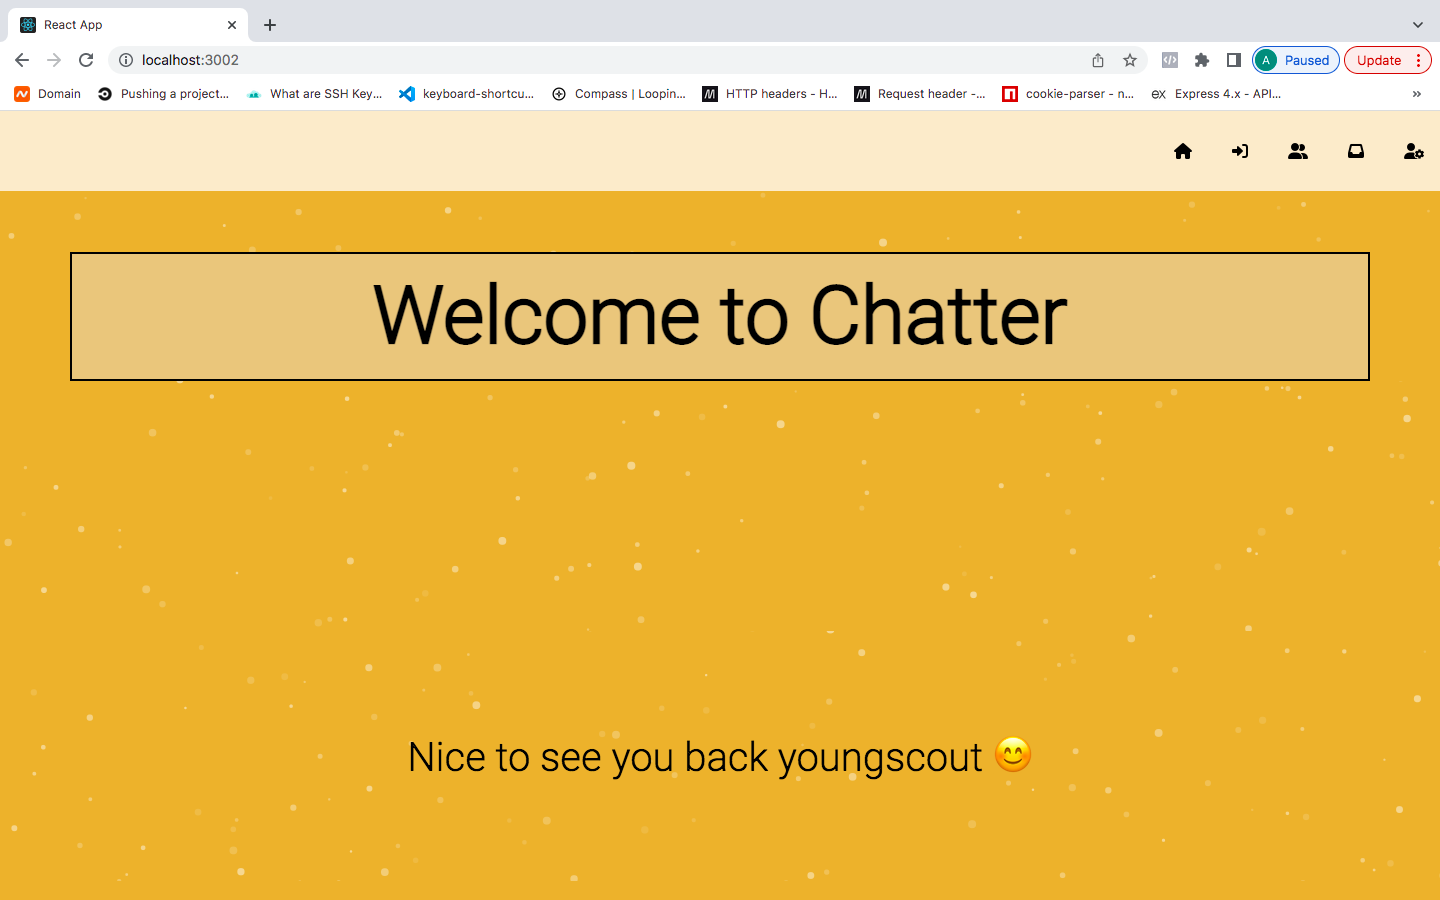 React App
localhost:3002
A Paused Update
Domain Pushing a project... What are SSH Key... keyboard-shortcu... Compass | Loopin... HTTP headers - H... Request header -... cookie-parser - n... ex Express 4.x - API...
Welcome to Chatter
Nice to see you back youngscout 😊